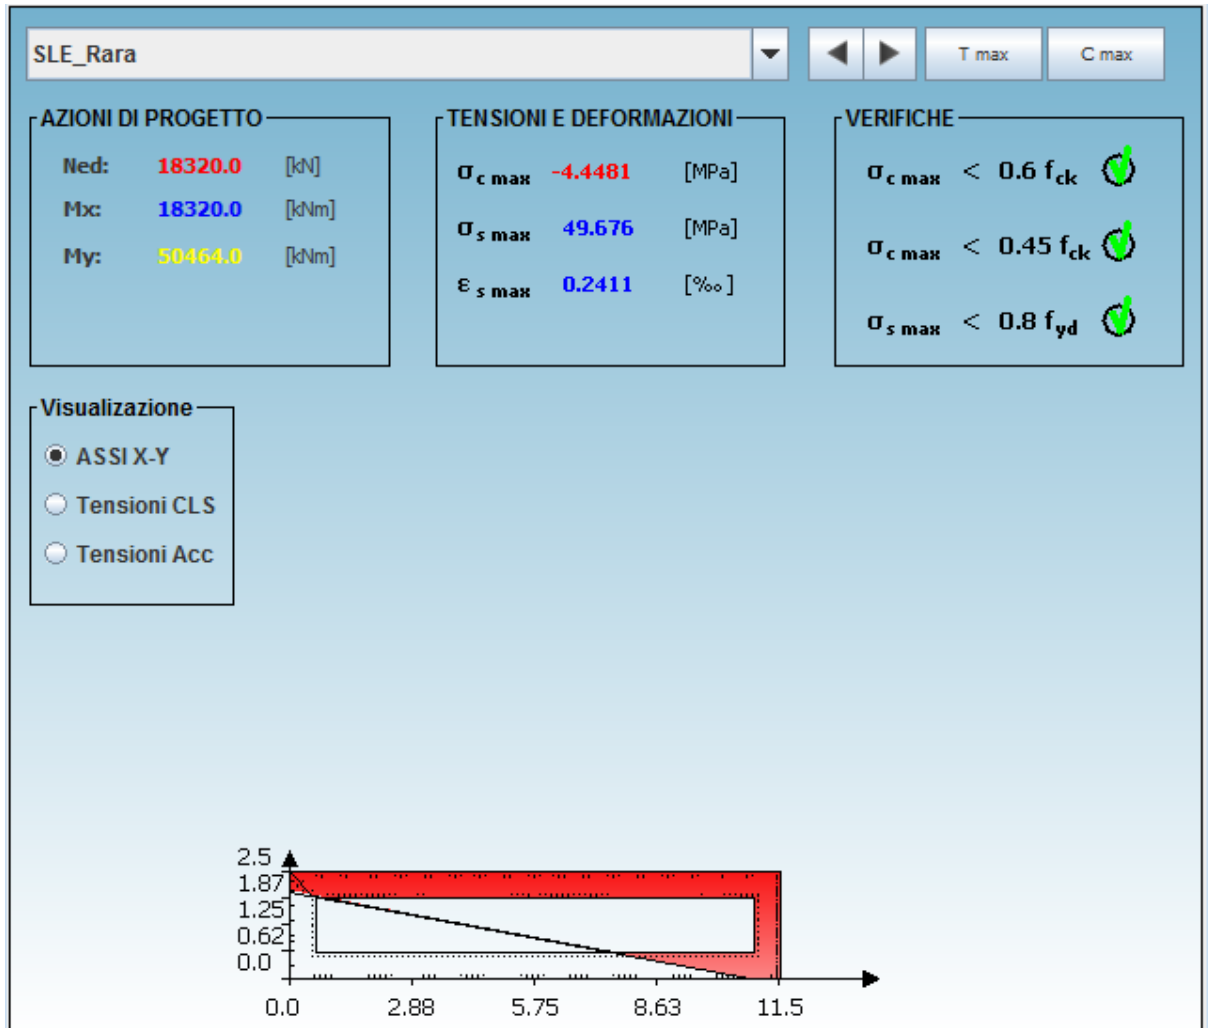 SLE_Rara
T max
C max
AZIONI DI PROGETTO
Ned: 18320.0 [kN]
Mx: 18320.0 [kNm]
My: 50464.0 [kNm]
TENSIONI E DEFORMAZIONI
σc max -4.4481 [MPa]
σs max 49.676 [MPa]
εs max 0.2411 [‰]
VERIFICHE
σc max < 0.6 fck
σc max < 0.45 fck
σs max < 0.8 fyd
Visualizzazione
ASSI X-Y
Tensioni CLS
Tensioni Acc
2.5
1.87
1.25
0.62
0.0
0.0 2.88 5.75 8.63 11.5